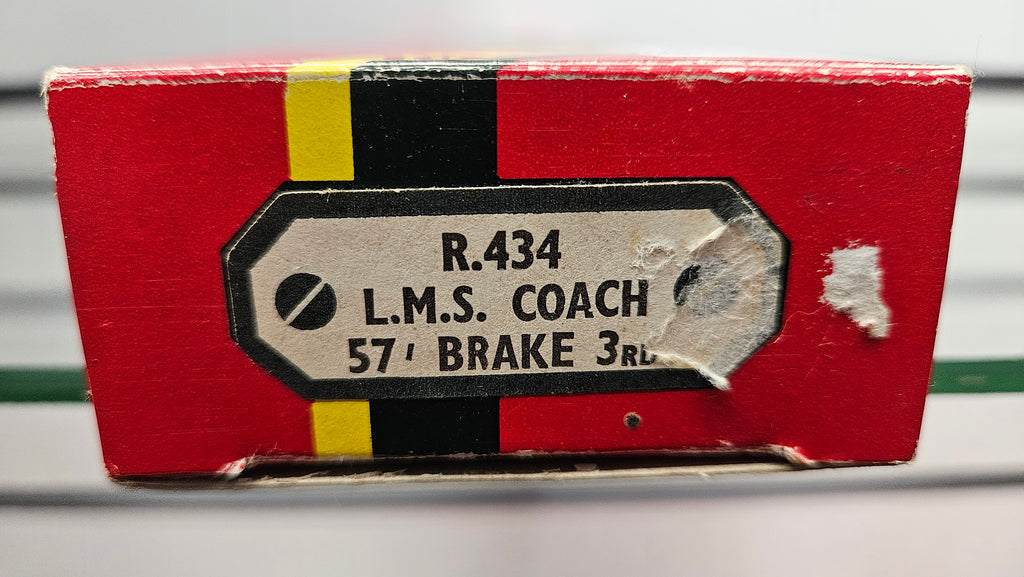 R.434
L.M.S. COACH
57' BRAKE 3RD